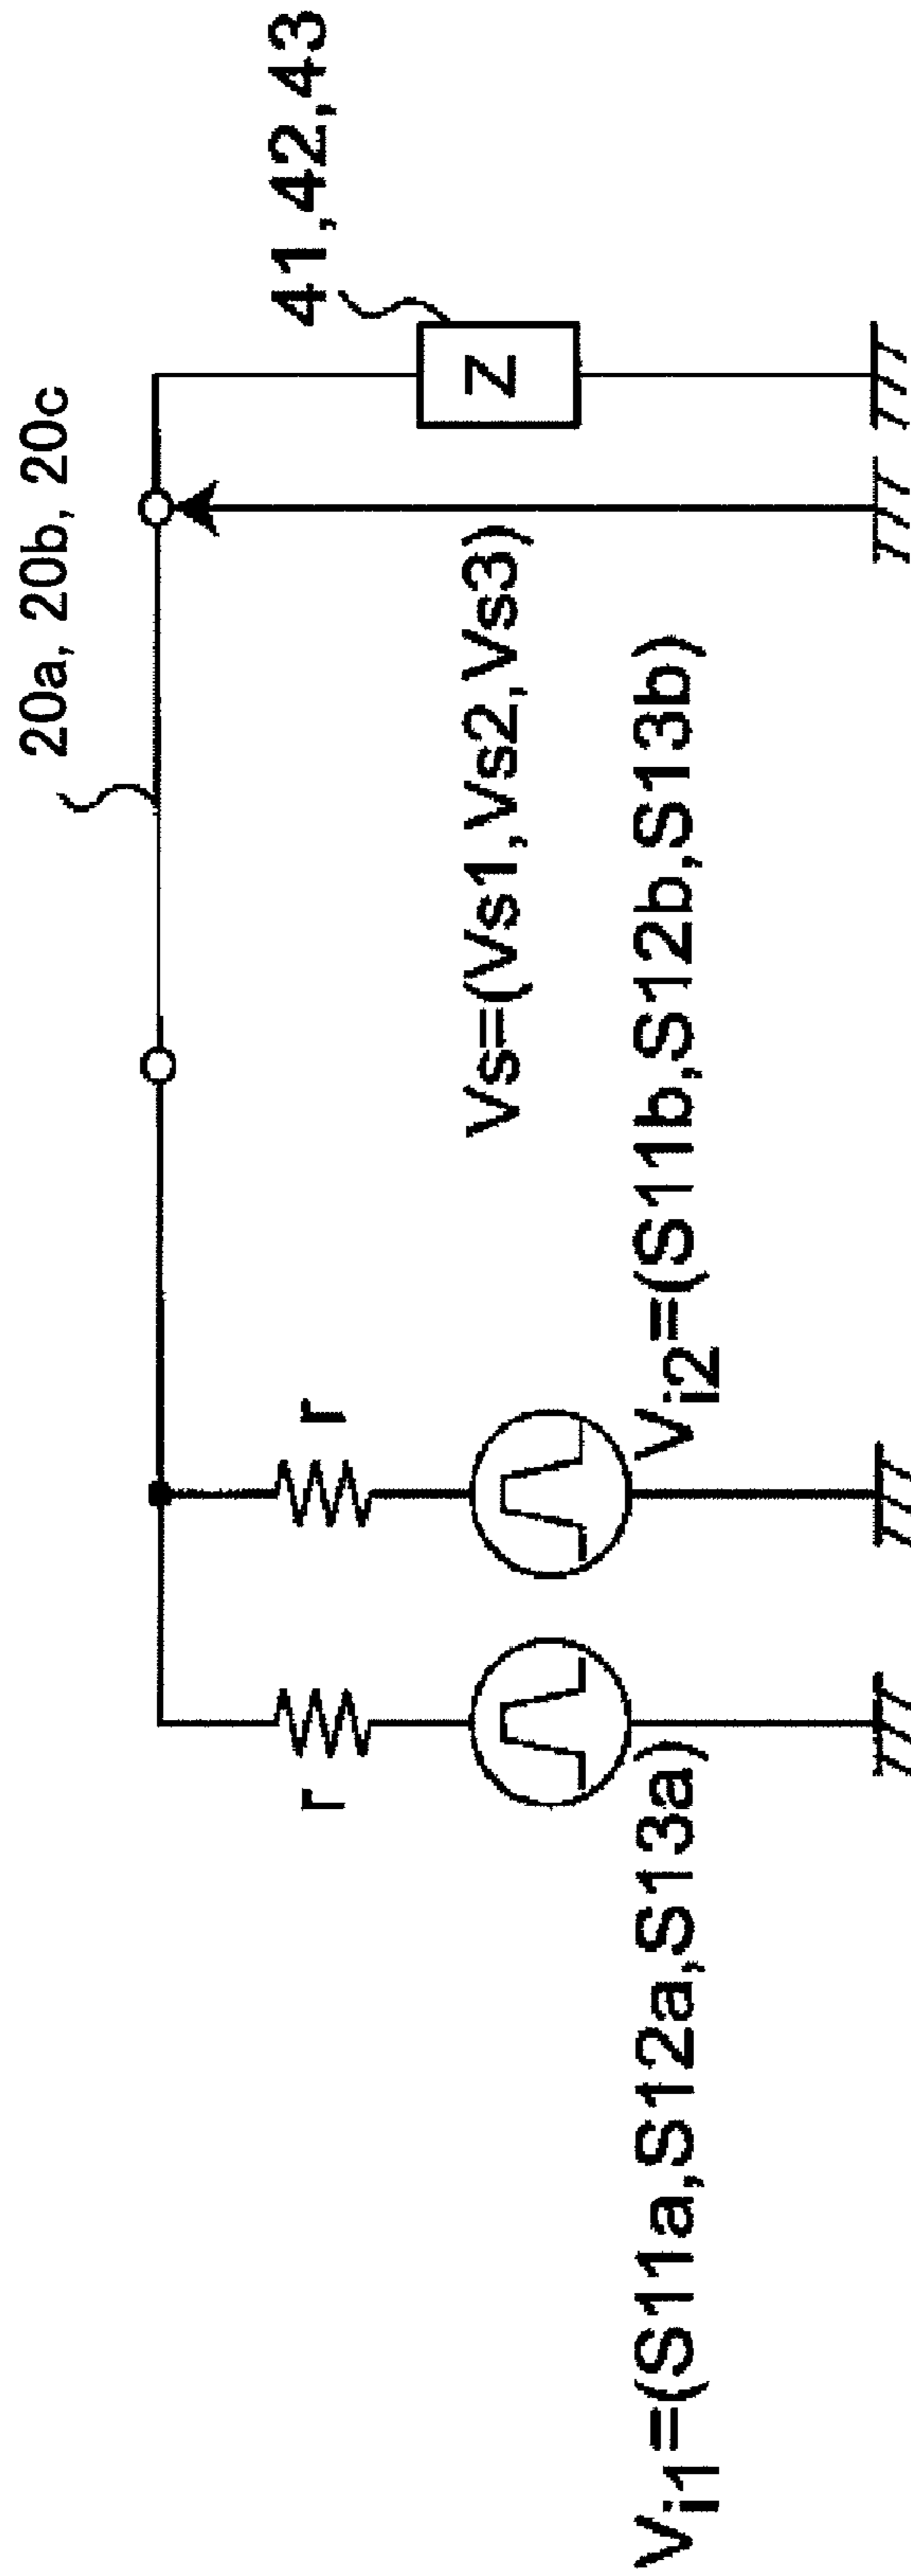 20a, 20b, 20c
41,42,43
r
r
Z
Vs=(Vs1,Vs2,Vs3)
Vi1=(S11a,S12a,S13a)
Vi2=(S11b,S12b,S13b)